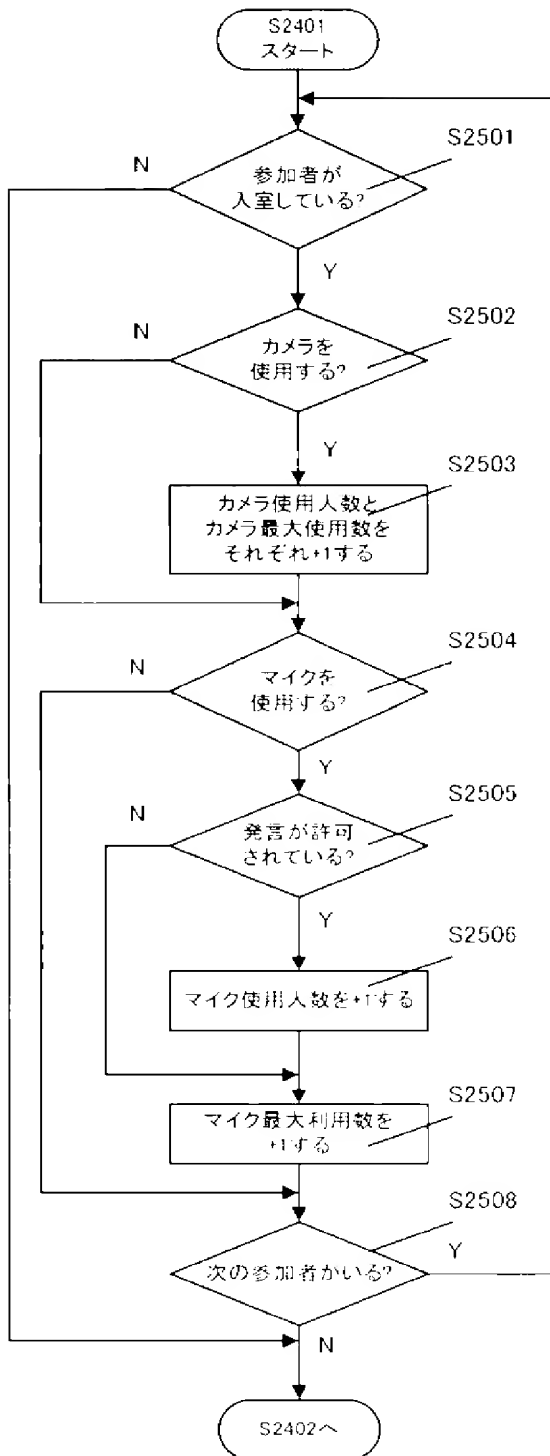 S2401
スタート
S2501
N
参加者が
入室している?
Y
S2502
N
カメラを
使用する?
Y
S2503
カメラ使用人数と
カメラ最大使用数を
それぞれ+1する
S2504
N
マイクを
使用する?
Y
S2505
N
発言が許可
されている?
Y
S2506
マイク使用人数を+1する
S2507
マイク最大利用数を
+1する
S2508
Y
次の参加者がいる?
N
S2402へ